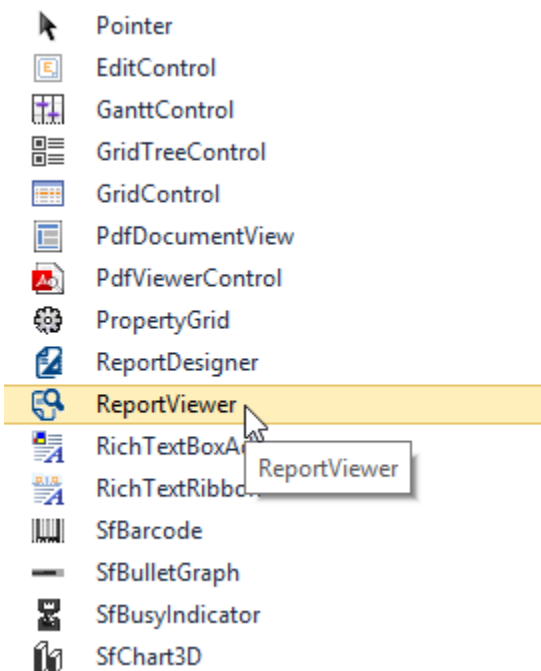 Pointer
EditControl
GanttControl
GridTreeControl
GridControl
PdfDocumentView
PdfViewerControl
PropertyGrid
ReportDesigner
ReportViewer
ReportViewer
SfBarcode
SfBulletGraph
SfBusyIndicator
SfChart3D